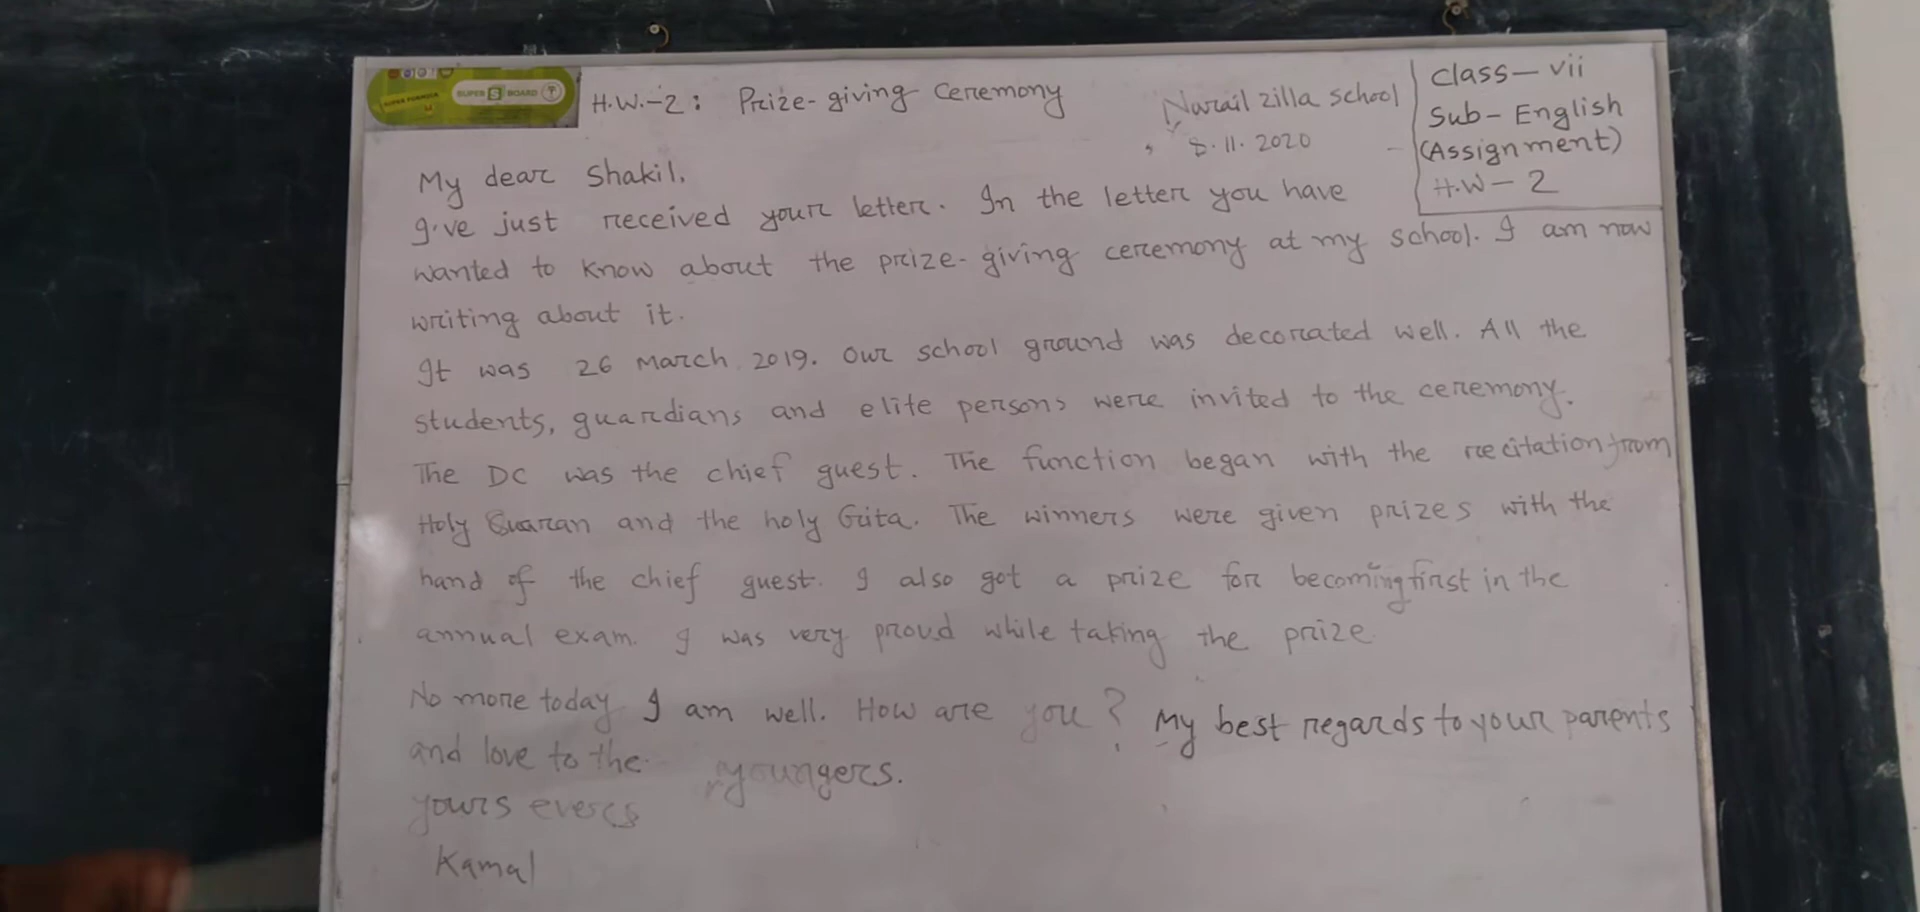 SUPER FORMULA
SUPER S BOARD
H.W.-2: Prize-giving Ceremony
Narail zilla school
8.11.2020
Class-vii
Sub-English
(Assignment)
H.W-2
My dear Shakil,
I've just received your letter. In the letter you have
wanted to know about the prize-giving ceremony at my school. I am now
writing about it.
It was 26 March 2019. Our school ground was decorated well. All the
students, guardians and elite persons were invited to the ceremony.
The DC was the chief guest. The function began with the recitation from
Holy Quaran and the holy Gita. The winners were given prizes with the
hand of the chief guest. I also got a prize for becoming first in the
annual exam. I was very proud while taking the prize
No more today I am well. How are you? My best regards to your parents
and love to the youngers.
yours
Kamal